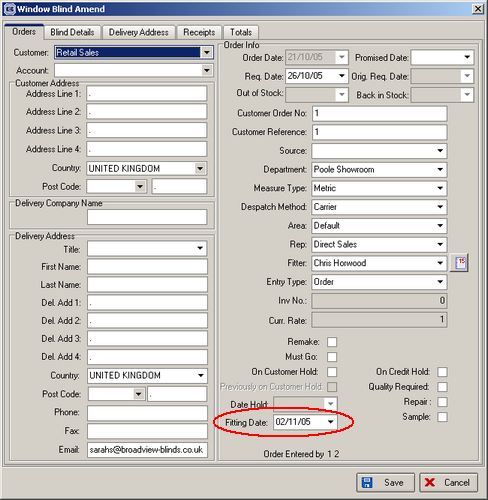 Window Blind Amend
Orders Blind Details Delivery Address Receipts Totals
Customer: Retail Sales
Account:
Customer Address
Address Line 1: .
Address Line 2: .
Address Line 3: .
Address Line 4: .
Country: UNITED KINGDOM
Post Code: .
Delivery Company Name
Delivery Address
Title:
First Name:
Last Name:
Del. Add 1: .
Del. Add 2: .
Del. Add 3: .
Del. Add 4: .
Country: UNITED KINGDOM
Post Code: .
Phone:
Fax:
Email: sarahs@broadview-blinds.co.uk
Order Info
Order Date: 21/10/05 Promised Date:
Req. Date: 26/10/05 Orig. Req. Date:
Out of Stock: Back in Stock:
Customer Order No: 1
Customer Reference: 1
Source:
Department: Poole Showroom
Measure Type: Metric
Despatch Method: Carrier
Area: Default
Rep: Direct Sales
Fitter: Chris Horwood 15
Entry Type: Order
Inv No.: 0
Curr. Rate: 1
Remake:
Must Go:
On Customer Hold: On Credit Hold:
Previously on Customer Hold: Quality Required:
Date Hold: Repair :
Fitting Date: 02/11/05 Sample:
Order Entered by 1 2
Save Cancel